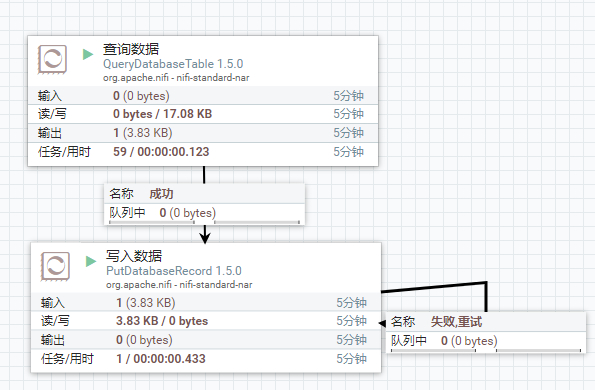 查询数据
QueryDatabaseTable 1.5.0
org.apache.nifi - nifi-standard-nar
输入 0 (0 bytes) 5分钟
读/写 0 bytes / 17.08 KB 5分钟
输出 1 (3.83 KB) 5分钟
任务/用时 59 / 00:00:00.123 5分钟
名称 成功
队列中 0 (0 bytes)
写入数据
PutDatabaseRecord 1.5.0
org.apache.nifi - nifi-standard-nar
输入 1 (3.83 KB) 5分钟
读/写 3.83 KB / 0 bytes 5分钟
输出 0 (0 bytes) 5分钟
任务/用时 1 / 00:00:00.433 5分钟
名称 失败,重试
队列中 0 (0 bytes)